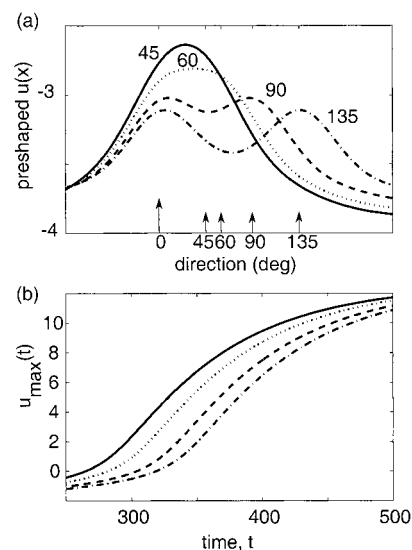 (a)
preshaped u(x)
-3
-4
45
60
90
135
0 45 60 90 135
direction (deg)
(b)
u_max(t)
10
8
6
4
2
0
300 400 500
time, t